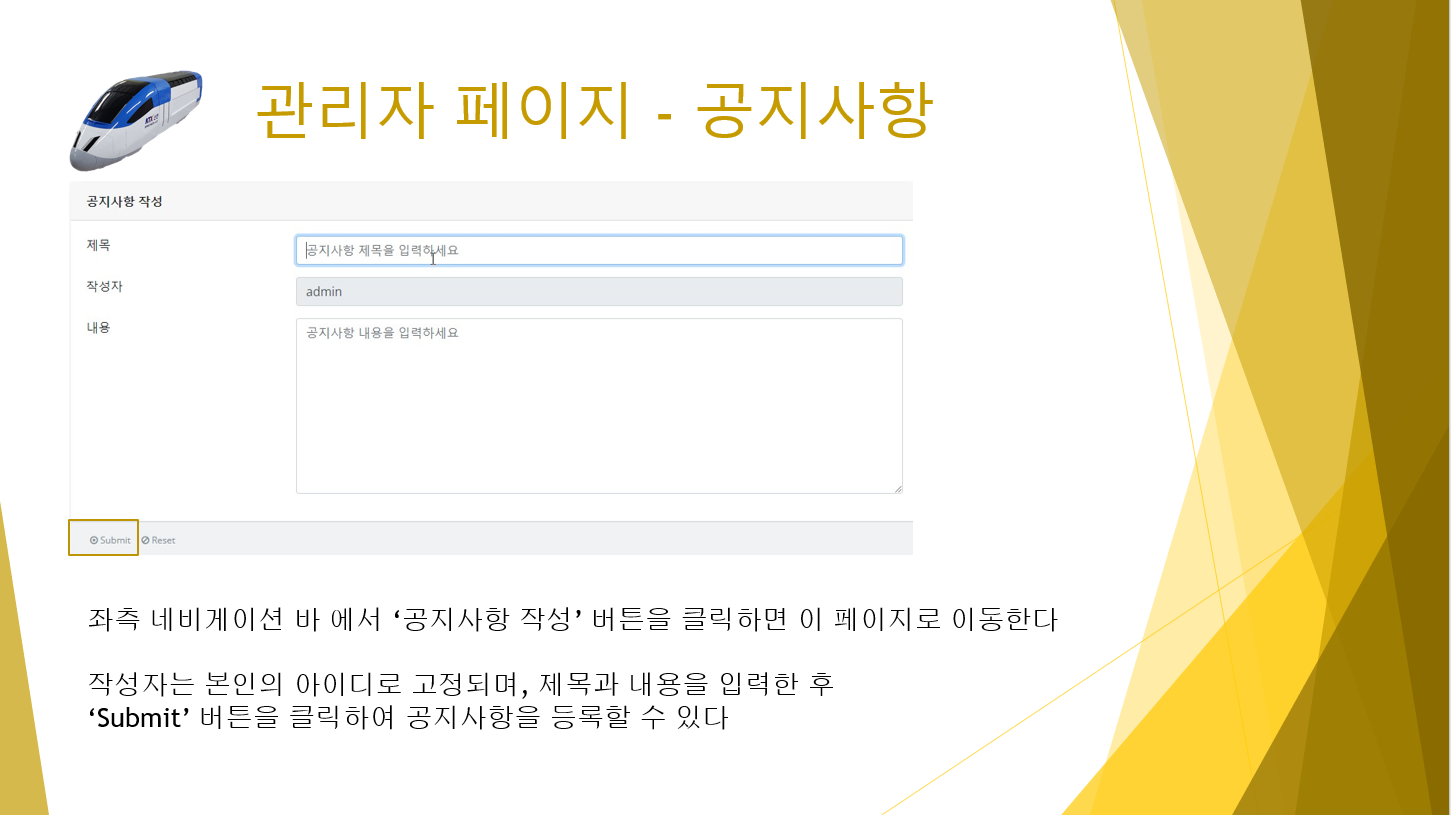 관리자 페이지 - 공지사항
공지사항 작성
제목
공지사항 제목을 입력하세요
작성자
admin
내용
공지사항 내용을 입력하세요
Submit
Reset
좌측 네비게이션 바 에서 ‘공지사항 작성’ 버튼을 클릭하면 이 페이지로 이동한다
작성자는 본인의 아이디로 고정되며, 제목과 내용을 입력한 후
‘Submit’ 버튼을 클릭하여 공지사항을 등록할 수 있다